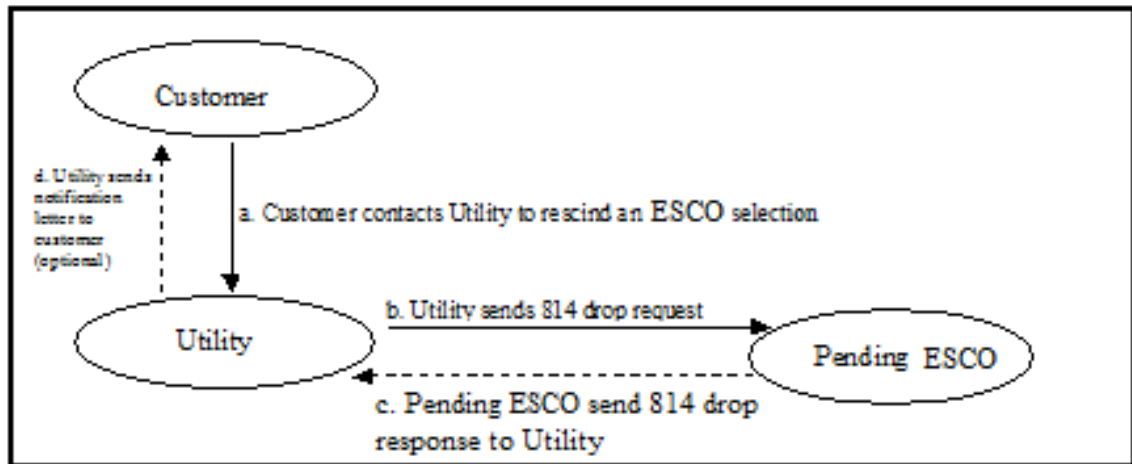 Customer
d. Utility sends
notification
letter to
customer
(optional)
a. Customer contacts Utility to rescind an ESCO selection
b. Utility sends 814 drop request
Utility
Pending ESCO
c. Pending ESCO send 814 drop
response to Utility